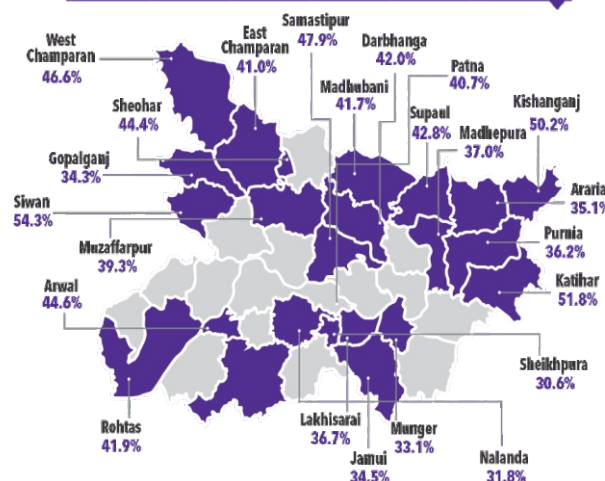 Samastipur
47.9%
East
Champaran
41.0%
Darbhanga
42.0%
West
Champaran
46.6%
Patna
40.7%
Madhubani
41.7%
Kishanganj
50.2%
Sheohar
44.4%
Supaul
42.8%
Madhepura
37.0%
Gopalganj
34.3%
Araria
35.1%
Siwan
54.3%
Purnia
36.2%
Muzaffarpur
39.3%
Katihar
51.8%
Arwal
44.6%
Sheikhpura
30.6%
Rohtas
41.9%
Lakhisarai
36.7%
Munger
33.1%
Jamui
34.5%
Nalanda
31.8%